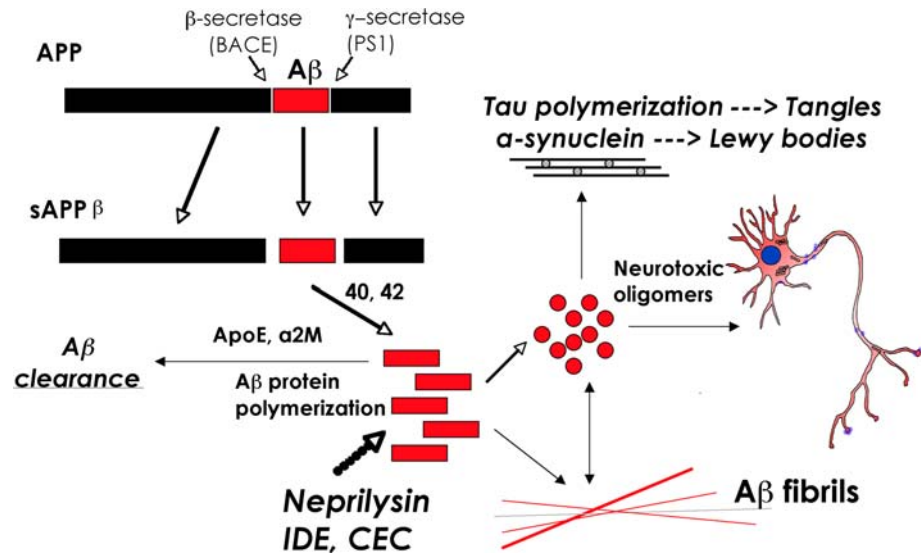 β-secretase
(BACE)
γ–secretase
(PS1)
APP
Aβ
Tau polymerization ---> Tangles
α-synuclein ---> Lewy bodies
sAPP β
40, 42
Neurotoxic
oligomers
ApoE, α2M
Aβ
clearance
Aβ protein
polymerization
Neprilysin
IDE, CEC
Aβ fibrils